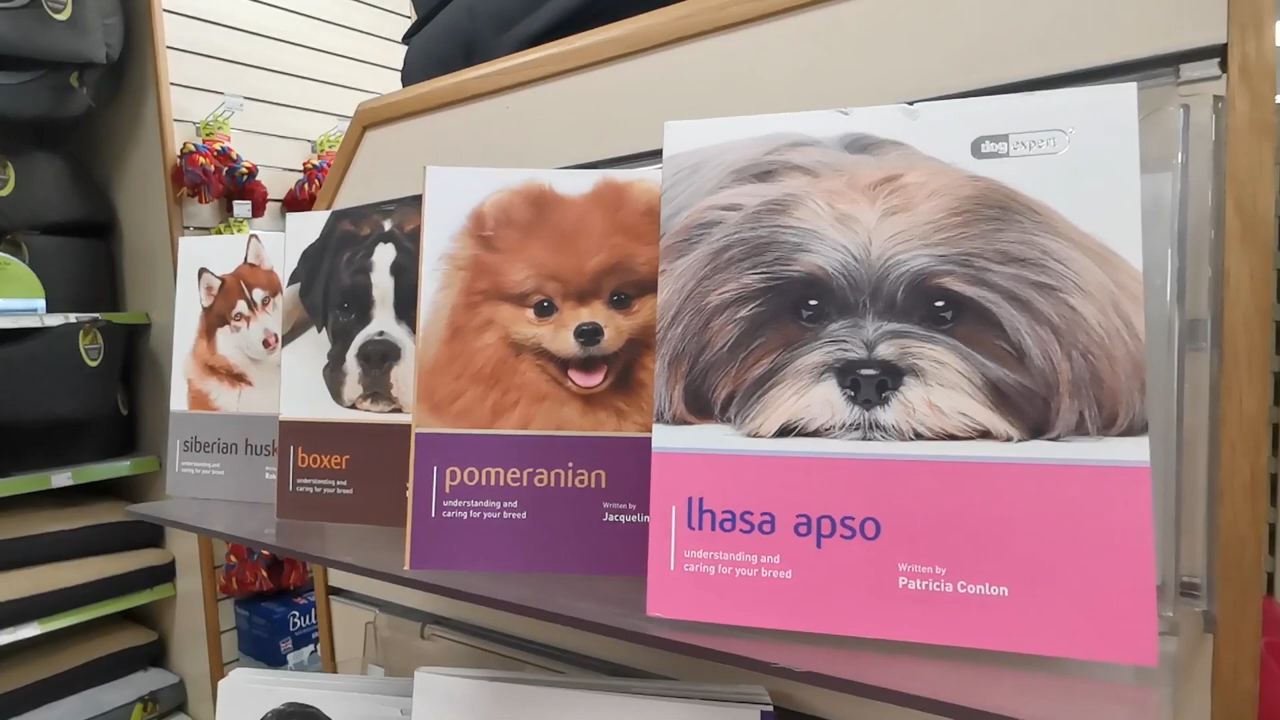 siberian husk
understanding and
caring for your breed
boxer
understanding and
caring for your breed
pomeranian
understanding and
caring for your breed
Written by
Jacquelin
dog expert
lhasa apso
understanding and
caring for your breed
Written by
Patricia Conlon
Bul